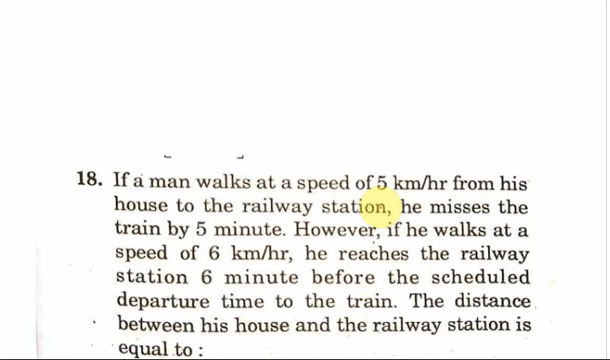 18. If a man walks at a speed of 5 km/hr from his
house to the railway station, he misses the
train by 5 minute. However, if he walks at a
speed of 6 km/hr, he reaches the railway
station 6 minute before the scheduled
departure time to the train. The distance
between his house and the railway station is
equal to :